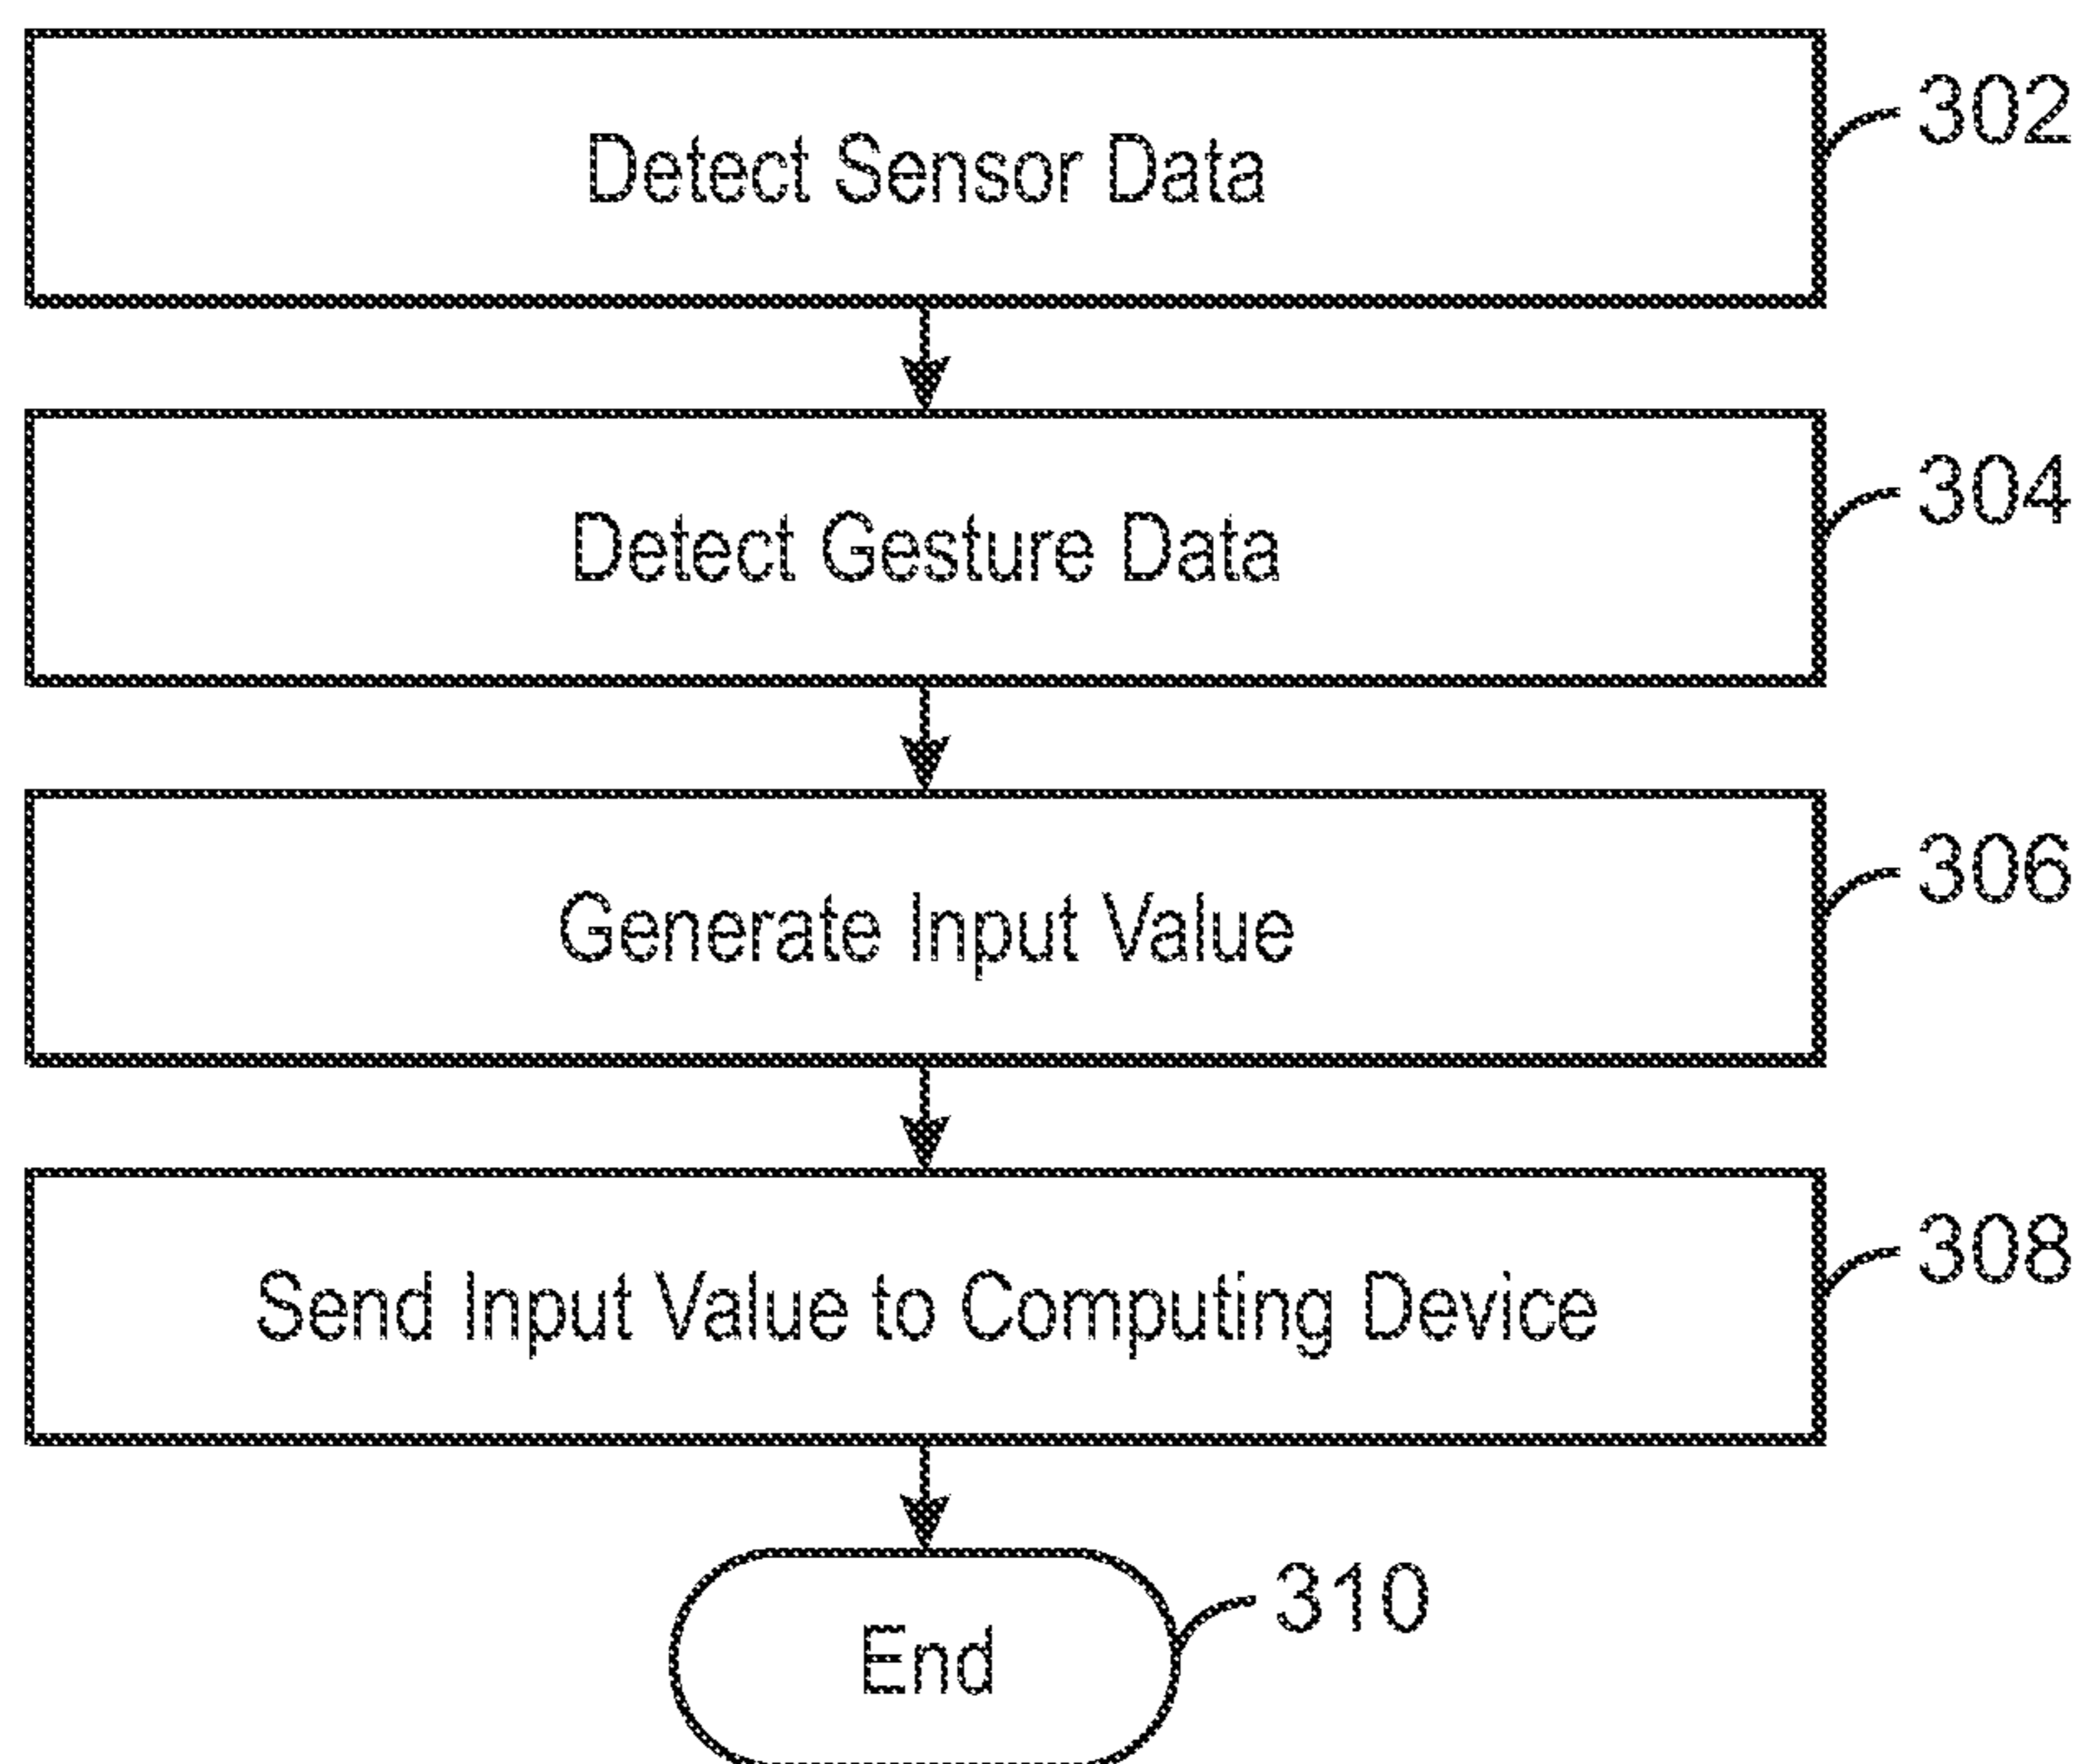 Detect Sensor Data
302
Detect Gesture Data
304
Generate Input Value
306
Send Input Value to Computing Device
308
End
310